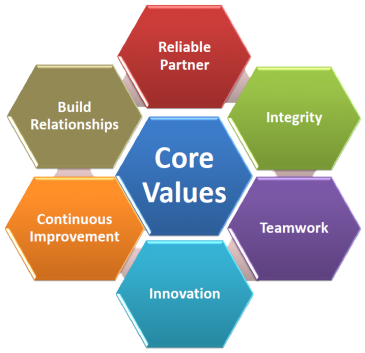 Reliable
Partner
Build
Relationships
Integrity
Core
Values
Continuous
Improvement
Teamwork
Innovation